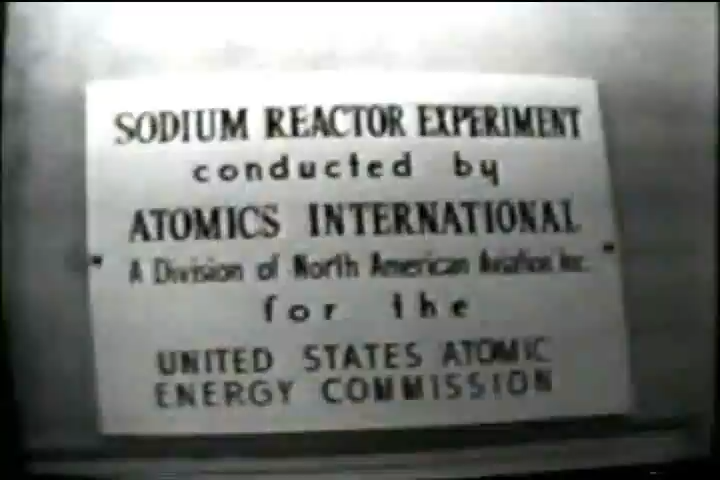 SODIUM REACTOR EXPERIMENT
conducted by
ATOMICS INTERNATIONAL
A Division of North American Aviation Inc.
for the
UNITED STATES ATOMIC
ENERGY COMMISSION